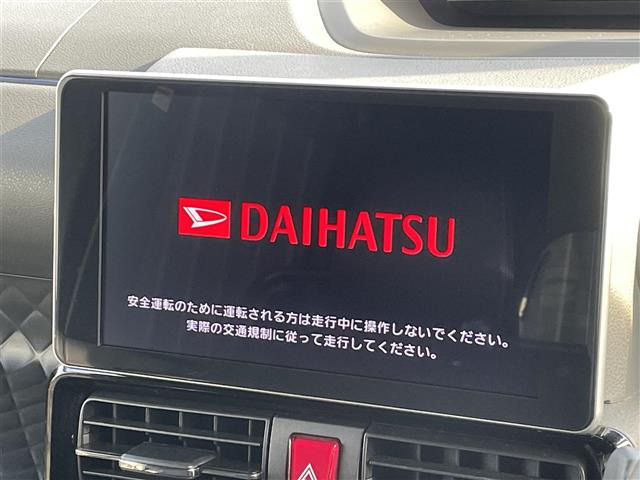 DAIHATSU
安全運転のために運転される方は走行中に操作しないでください。
実際の交通規制に従って走行してください。